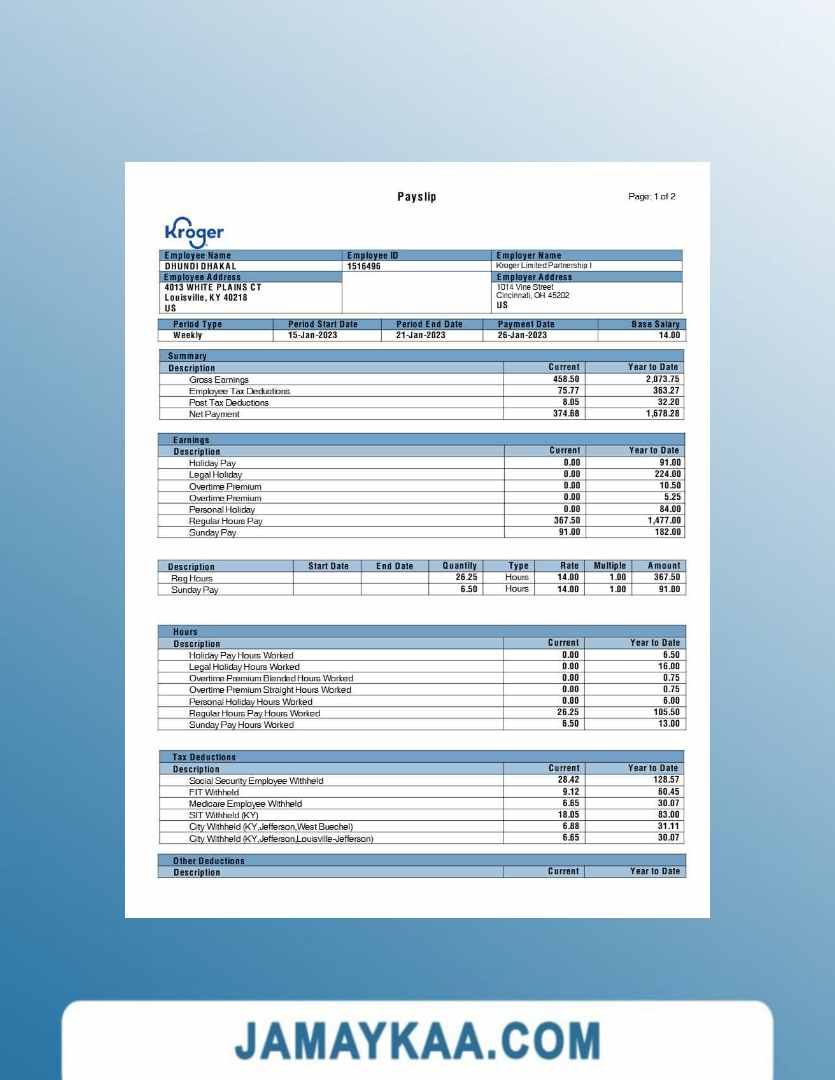 Payslip Page: 1 of 2
Kroger
Employee Name Employee ID Employer Name
DHUNDI DHAKAL 1516496 Kroger Limited Partnership I
Employee Address Employer Address
4013 WHITE PLAINS CT 1014 Vine Street
Louisville, KY 40218 Cincinnati, OH 45202
US US
Period Type Period Start Date Period End Date Payment Date Base Salary
Weekly 15-Jan-2023 21-Jan-2023 26-Jan-2023 14.00
Summary
Description Current Year to Date
Gross Earnings 458.50 2,073.75
Employee Tax Deductions 75.77 363.27
Post Tax Deductions 8.05 32.20
Net Payment 374.68 1,678.28
Earnings
Description Current Year to Date
Holiday Pay 0.00 91.00
Legal Holiday 0.00 224.00
Overtime Premium 0.00 10.50
Overtime Premium 0.00 5.25
Personal Holiday 0.00 84.00
Regular Hours Pay 367.50 1,477.00
Sunday Pay 91.00 182.00
Description Start Date End Date Quantity Type Rate Multiple Amount
Reg Hours 26.25 Hours 14.00 1.00 367.50
Sunday Pay 6.50 Hours 14.00 1.00 91.00
Hours
Description Current Year to Date
Holiday Pay Hours Worked 0.00 6.50
Legal Holiday Hours Worked 0.00 16.00
Overtime Premium Blended Hours Worked 0.00 0.75
Overtime Premium Straight Hours Worked 0.00 0.75
Personal Holiday Hours Worked 0.00 6.00
Regular Hours Pay Hours Worked 26.25 105.50
Sunday Pay Hours Worked 6.50 13.00
Tax Deductions
Description Current Year to Date
Social Security Employee Withheld 28.42 128.57
FIT Withheld 9.12 60.45
Medicare Employee Withheld 6.65 30.07
SIT Withheld (KY) 18.05 83.00
City Withheld (KY,Jefferson,West Buechel) 6.88 31.11
City Withheld (KY,Jefferson,Louisville-Jefferson) 6.65 30.07
Other Deductions
Description Current Year to Date
JAMAYKAA.COM